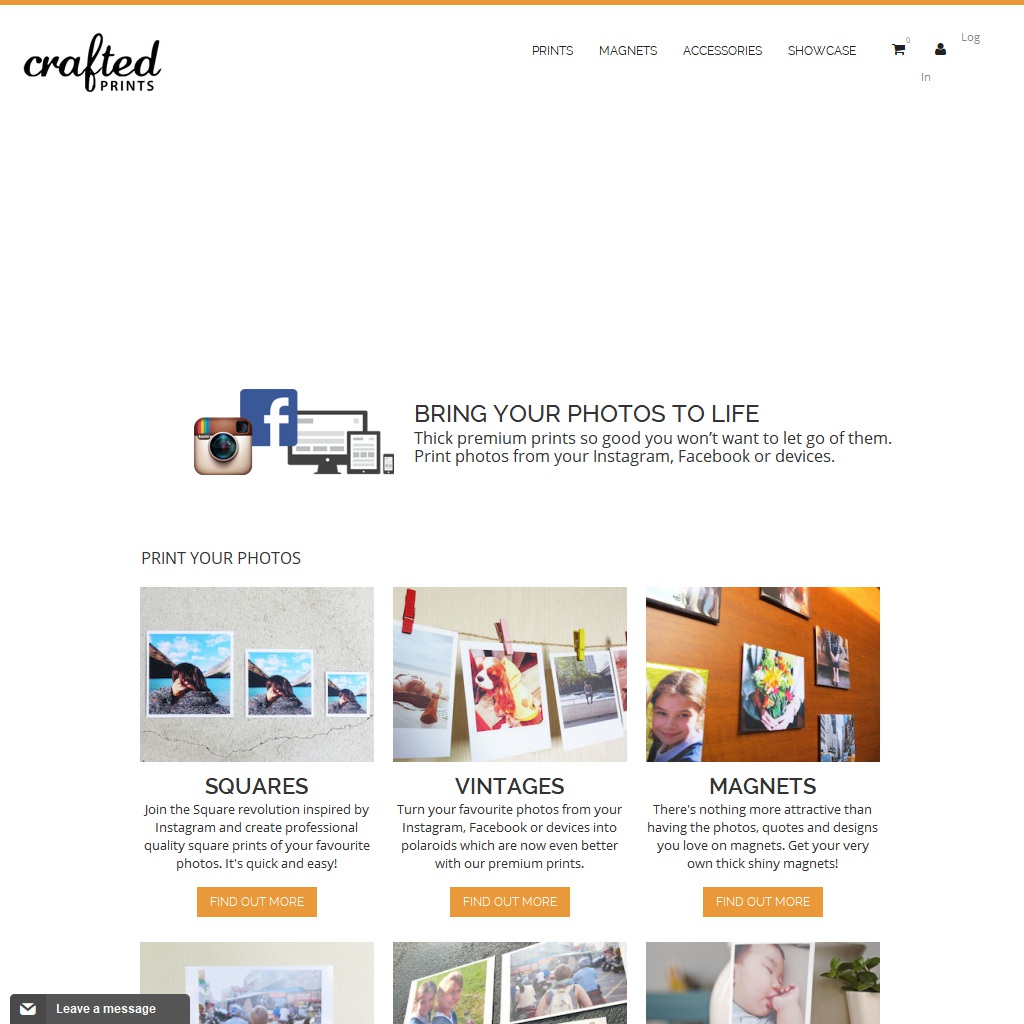 crafted
PRINTS
PRINTS MAGNETS ACCESSORIES SHOWCASE 0 Log
In
BRING YOUR PHOTOS TO LIFE
Thick premium prints so good you won’t want to let go of them.
Print photos from your Instagram, Facebook or devices.
PRINT YOUR PHOTOS
SQUARES
Join the Square revolution inspired by
Instagram and create professional
quality square prints of your favourite
photos. It's quick and easy!
FIND OUT MORE
VINTAGES
Turn your favourite photos from your
Instagram, Facebook or devices into
polaroids which are now even better
with our premium prints.
FIND OUT MORE
MAGNETS
There's nothing more attractive than
having the photos, quotes and designs
you love on magnets. Get your very
own thick shiny magnets!
FIND OUT MORE
Leave a message